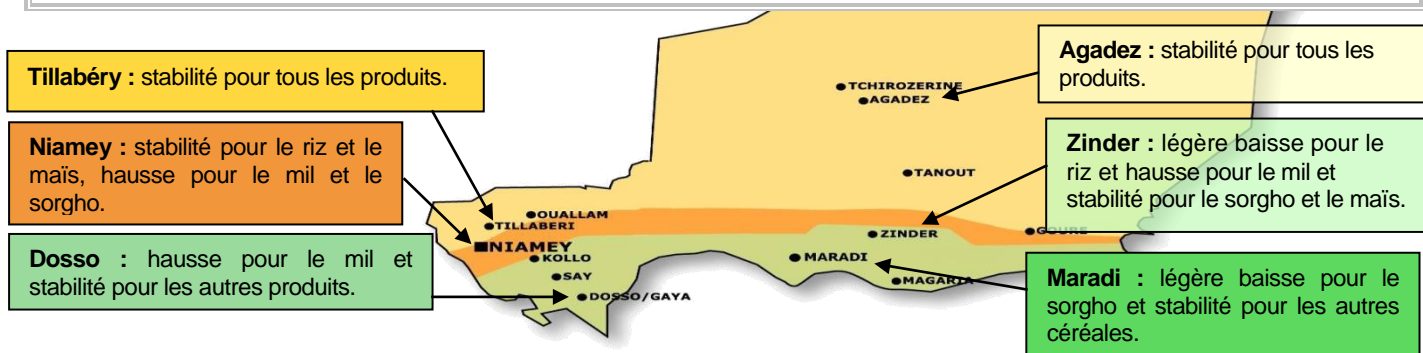 Tillabéry : stabilité pour tous les produits.
Niamey : stabilité pour le riz et le
maïs, hausse pour le mil et le
sorgho.
Dosso : hausse pour le mil et
stabilité pour les autres produits.
Agadez : stabilité pour tous les
produits.
Zinder : légère baisse pour le
riz et hausse pour le mil et
stabilité pour le sorgho et le maïs.
Maradi : légère baisse pour le
sorgho et stabilité pour les autres
céréales.
TCHIROZERINE
AGADEZ
TANOUT
OUALLAM
TILLABERI
NIAMEY
KOLLO
SAY
DOSSO/GAYA
ZINDER
GOURE
MARADI
MAGARIA